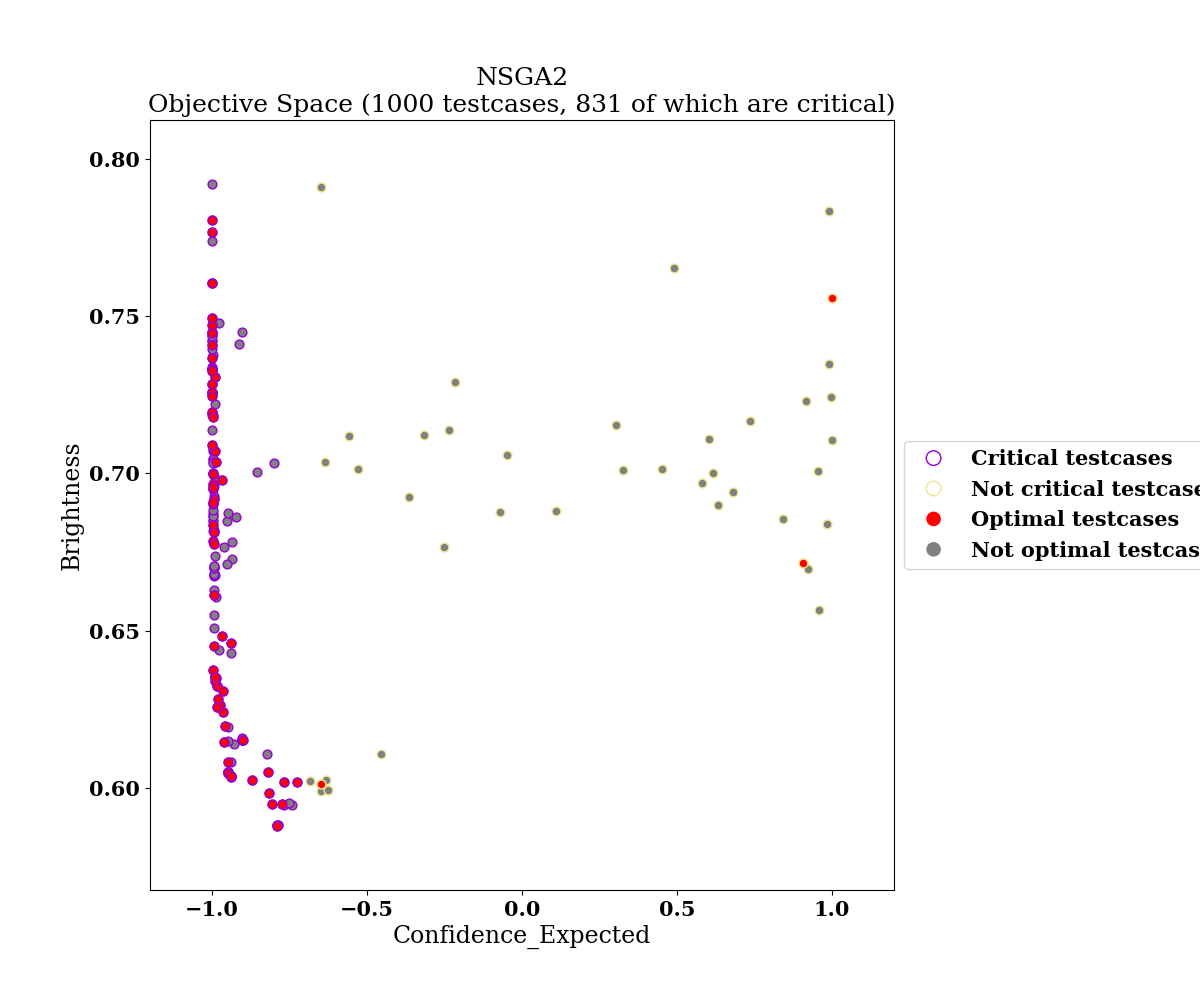 NSGA2
Objective Space (1000 testcases, 831 of which are critical)
0.80
0.75
0.70
0.65
0.60
Brightness
−1.0
−0.5
0.0
0.5
1.0
Confidence_Expected
Critical testcases
Not critical testcase
Optimal testcases
Not optimal testcas